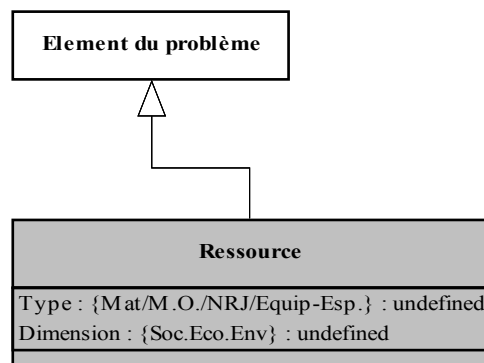 Element du problème
Ressource
Type : {Mat/M.O./NRJ/Equip-Esp.} : undefined
Dimension : {Soc.Eco.Env} : undefined